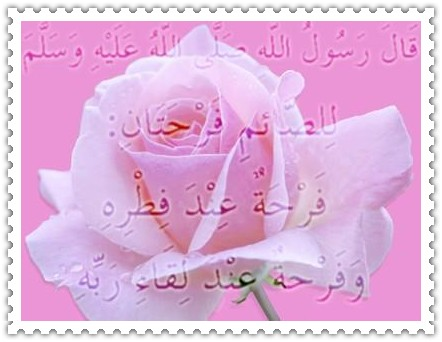 قَالَ رَسُولُ اللّه صَلَّى اللّهُ عَلَيْهِ وَسَلَّمَ
لِلصَّائِمِ فَرْحَتَانِ:
فَرْحَةٌ عِنْدَ فِطْرِهِ
وَفَرْحَةٌ عِنْدَ لِقَاءِ رَبِّهِ